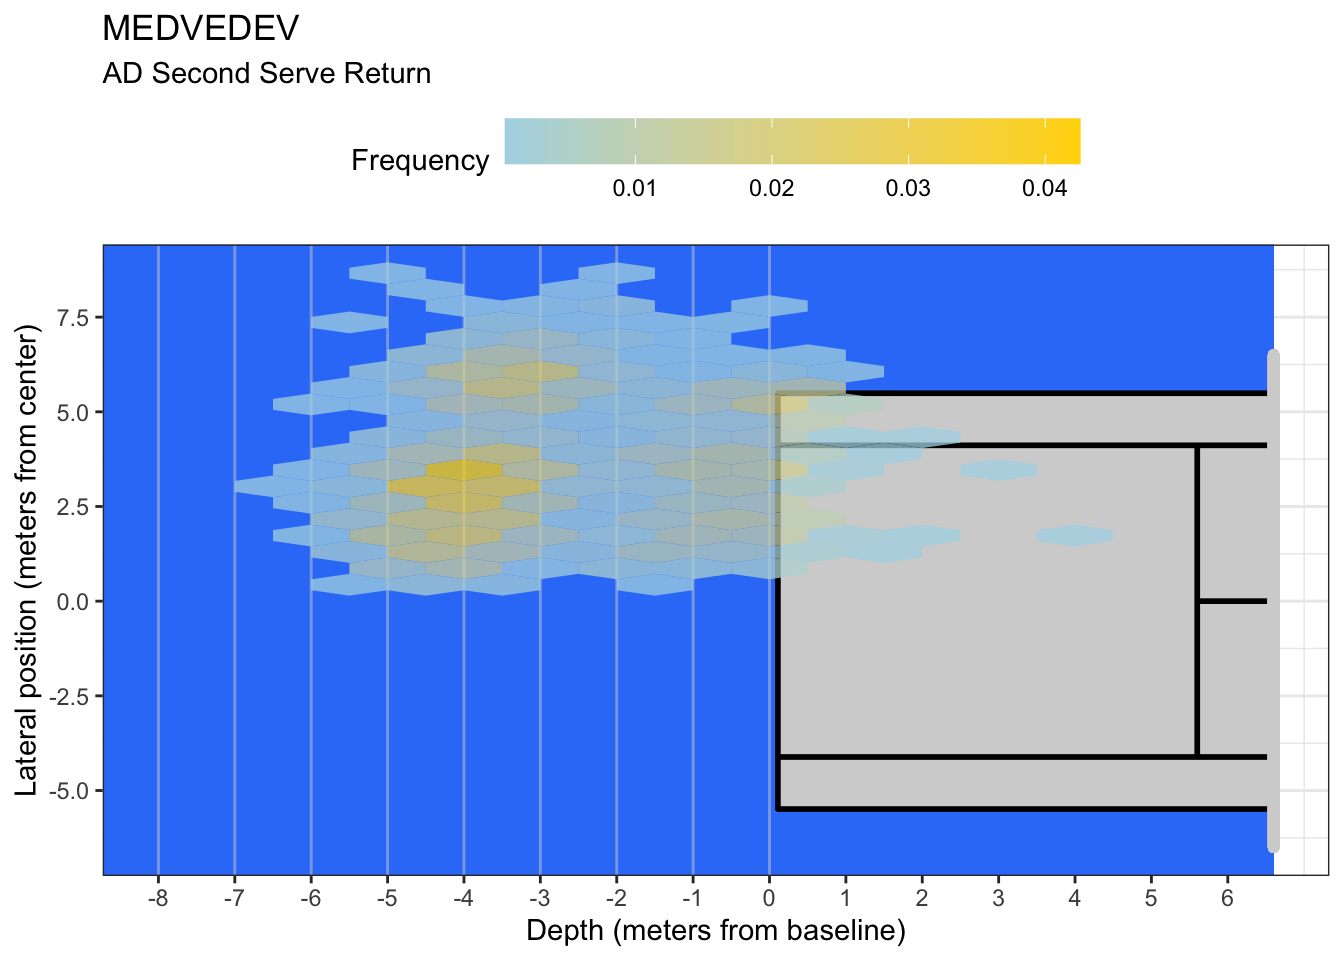 MEDVEDEV
AD Second Serve Return
Frequency
0.01 0.02 0.03 0.04
Lateral position (meters from center)
7.5
5.0
2.5
0.0
-2.5
-5.0
-8 -7 -6 -5 -4 -3 -2 -1 0 1 2 3 4 5 6
Depth (meters from baseline)